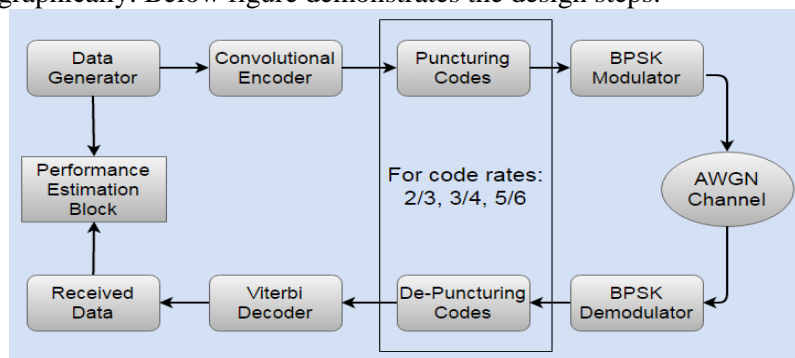 graphically. Below figure demonstrates the design steps.
Data
Generator
Convolutional
Encoder
Puncturing
Codes
BPSK
Modulator
Performance
Estimation
Block
For code rates:
2/3, 3/4, 5/6
AWGN
Channel
Received
Data
Viterbi
Decoder
De-Puncturing
Codes
BPSK
Demodulator